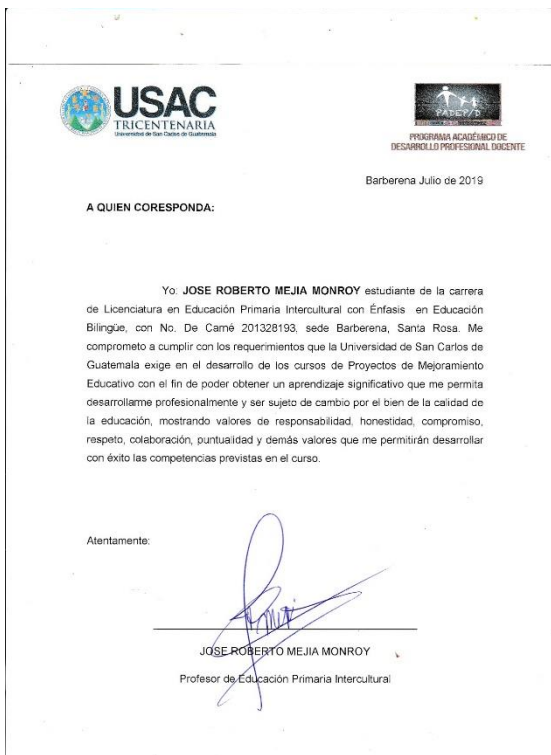 USAC
TRICENTENARIA
Universidad de San Carlos de Guatemala
PADEP/D
PROGRAMA ACADÉMICO DE
DESARROLLO PROFESIONAL DOCENTE
Barberena Julio de 2019
A QUIEN CORESPONDA:
Yo: JOSE ROBERTO MEJIA MONROY estudiante de la carrera
de Licenciatura en Educación Primaria Intercultural con Énfasis en Educación
Bilingüe, con No. De Carné 201328193, sede Barberena, Santa Rosa. Me
comprometo a cumplir con los requerimientos que la Universidad de San Carlos de
Guatemala exige en el desarrollo de los cursos de Proyectos de Mejoramiento
Educativo con el fin de poder obtener un aprendizaje significativo que me permita
desarrollarme profesionalmente y ser sujeto de cambio por el bien de la calidad de
la educación, mostrando valores de responsabilidad, honestidad, compromiso,
respeto, colaboración, puntualidad y demás valores que me permitirán desarrollar
con éxito las competencias previstas en el curso.
Atentamente:
JOSE ROBERTO MEJIA MONROY
Profesor de Educación Primaria Intercultural